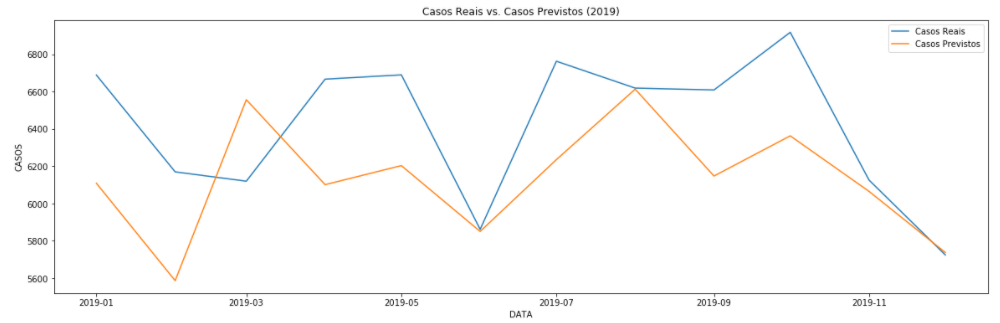 Casos Reais vs. Casos Previstos (2019)
Casos Reais
Casos Previstos
CASOS
6800
6600
6400
6200
6000
5800
5600
2019-01
2019-03
2019-05
2019-07
2019-09
2019-11
DATA